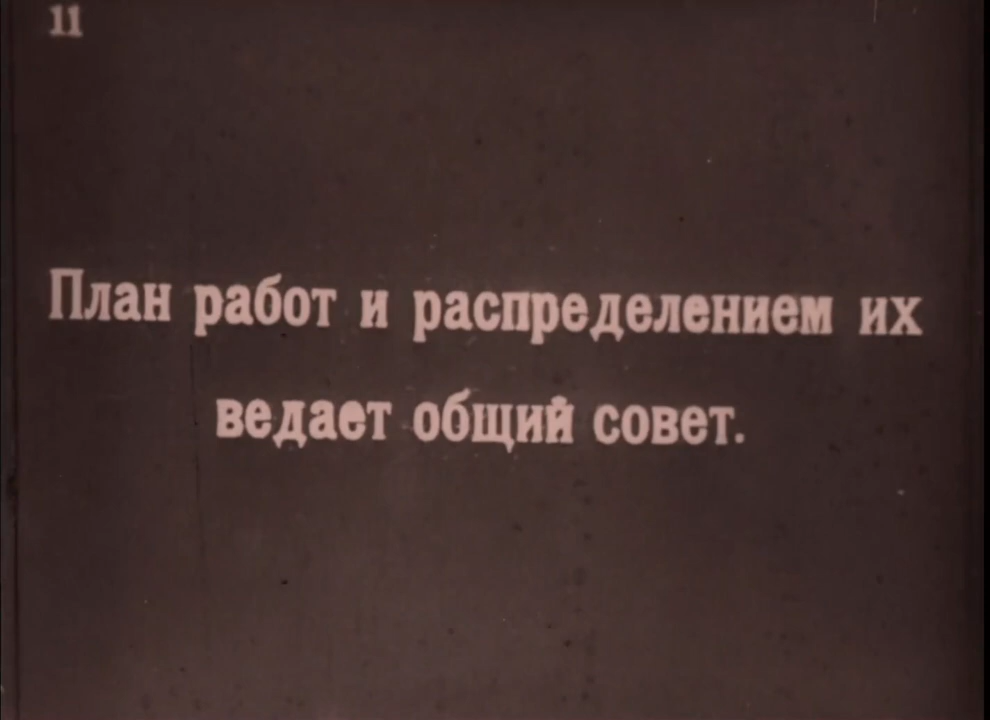 11
План работ и распределением их
ведает общий совет.